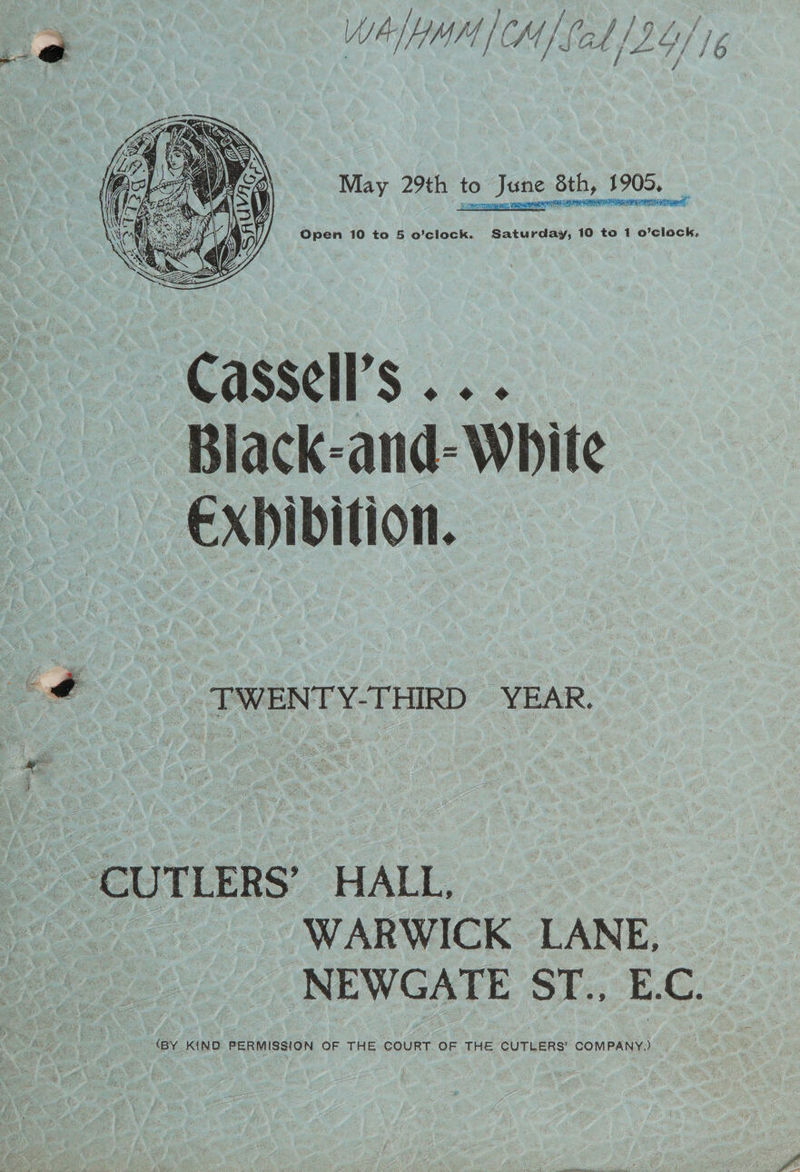 WA/HMM/CM/Sal/24/16
May 29th to June 8th, 1905.
Open 10 to 5 o'clock. Saturday, 10 to 1 o'clock.
Cassell's . . .
Black-and-White
Exhibition.
TWENTY-THIRD YEAR.
CUTLERS' HALL,
WARWICK LANE,
NEWGATE ST., E.C.
(BY KIND PERMISSION OF THE COURT OF THE CUTLERS' COMPANY.)